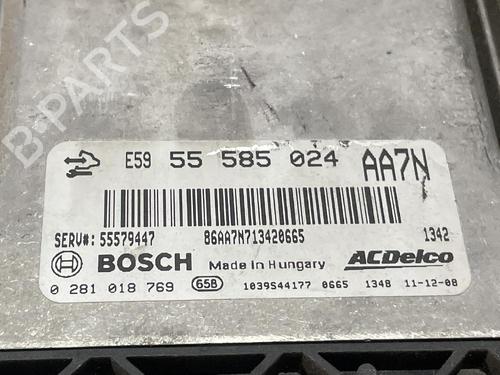 B-PARTS
E59 55 585 024 AA7N
SERV#: 55579447 86AA7N713420665 1342
BOSCH Made in Hungary ACDelco
0 281 018 769 65B 1039S44177 0665 134B 11-12-08